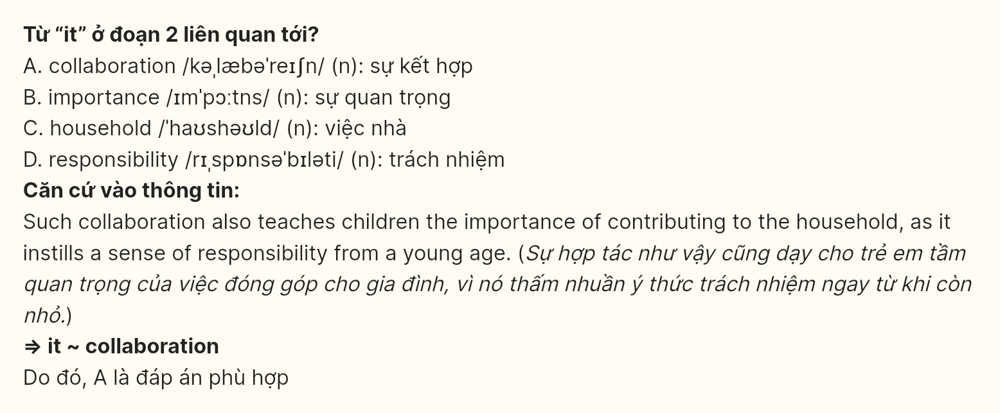 Từ “it” ở đoạn 2 liên quan tới?
A. collaboration /kəˌlæbəˈreɪʃn/ (n): sự kết hợp
B. importance /ɪmˈpɔːtns/ (n): sự quan trọng
C. household /ˈhaʊshəʊld/ (n): việc nhà
D. responsibility /rɪˌspɒnsəˈbɪləti/ (n): trách nhiệm
Căn cứ vào thông tin:
Such collaboration also teaches children the importance of contributing to the household, as it
instills a sense of responsibility from a young age. (Sự hợp tác như vậy cũng dạy cho trẻ em tầm
quan trọng của việc đóng góp cho gia đình, vì nó thấm nhuần ý thức trách nhiệm ngay từ khi còn
nhỏ.)
⇒ it ~ collaboration
Do đó, A là đáp án phù hợp